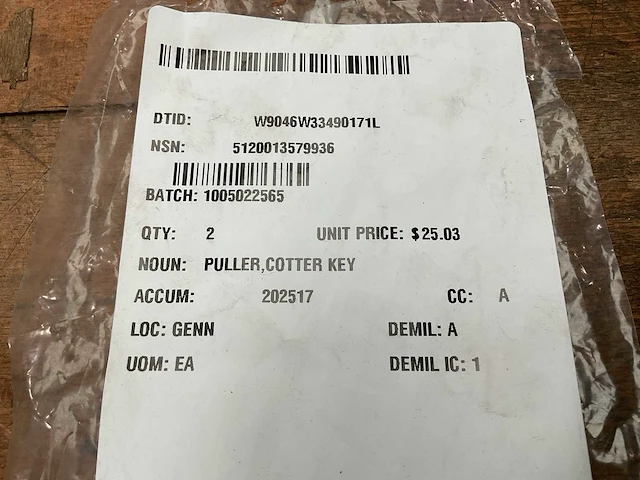 DTID: W9046W33490171L
NSN: 5120013579936
BATCH: 1005022565
QTY: 2 UNIT PRICE: $25.03
NOUN: PULLER,COTTER KEY
ACCUM: 202517 CC: A
LOC: GENN DEMIL: A
UOM: EA DEMIL IC: 1